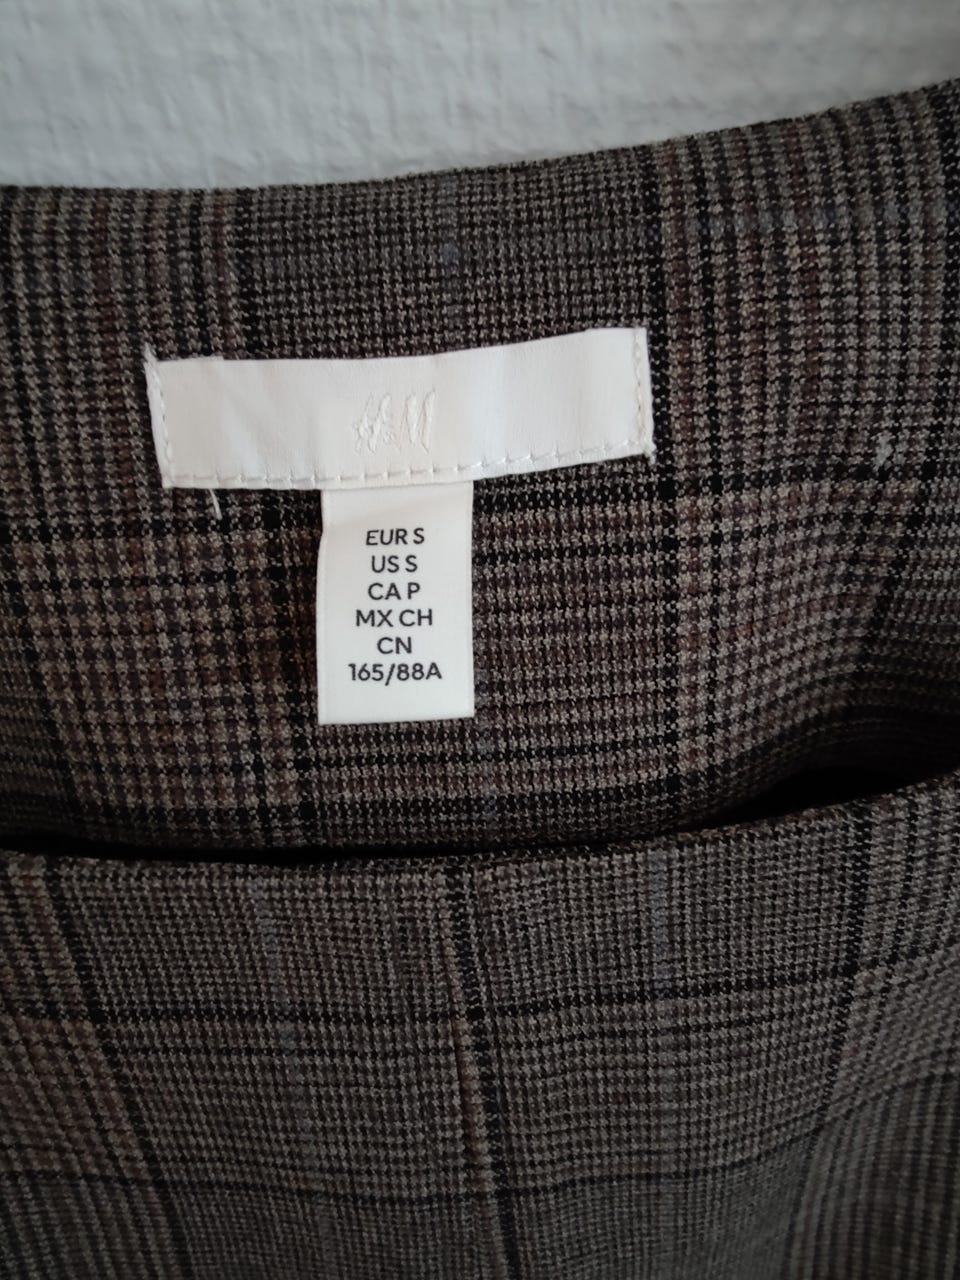 H&M
EUR S
US S
CA P
MX CH
CN
165/88A